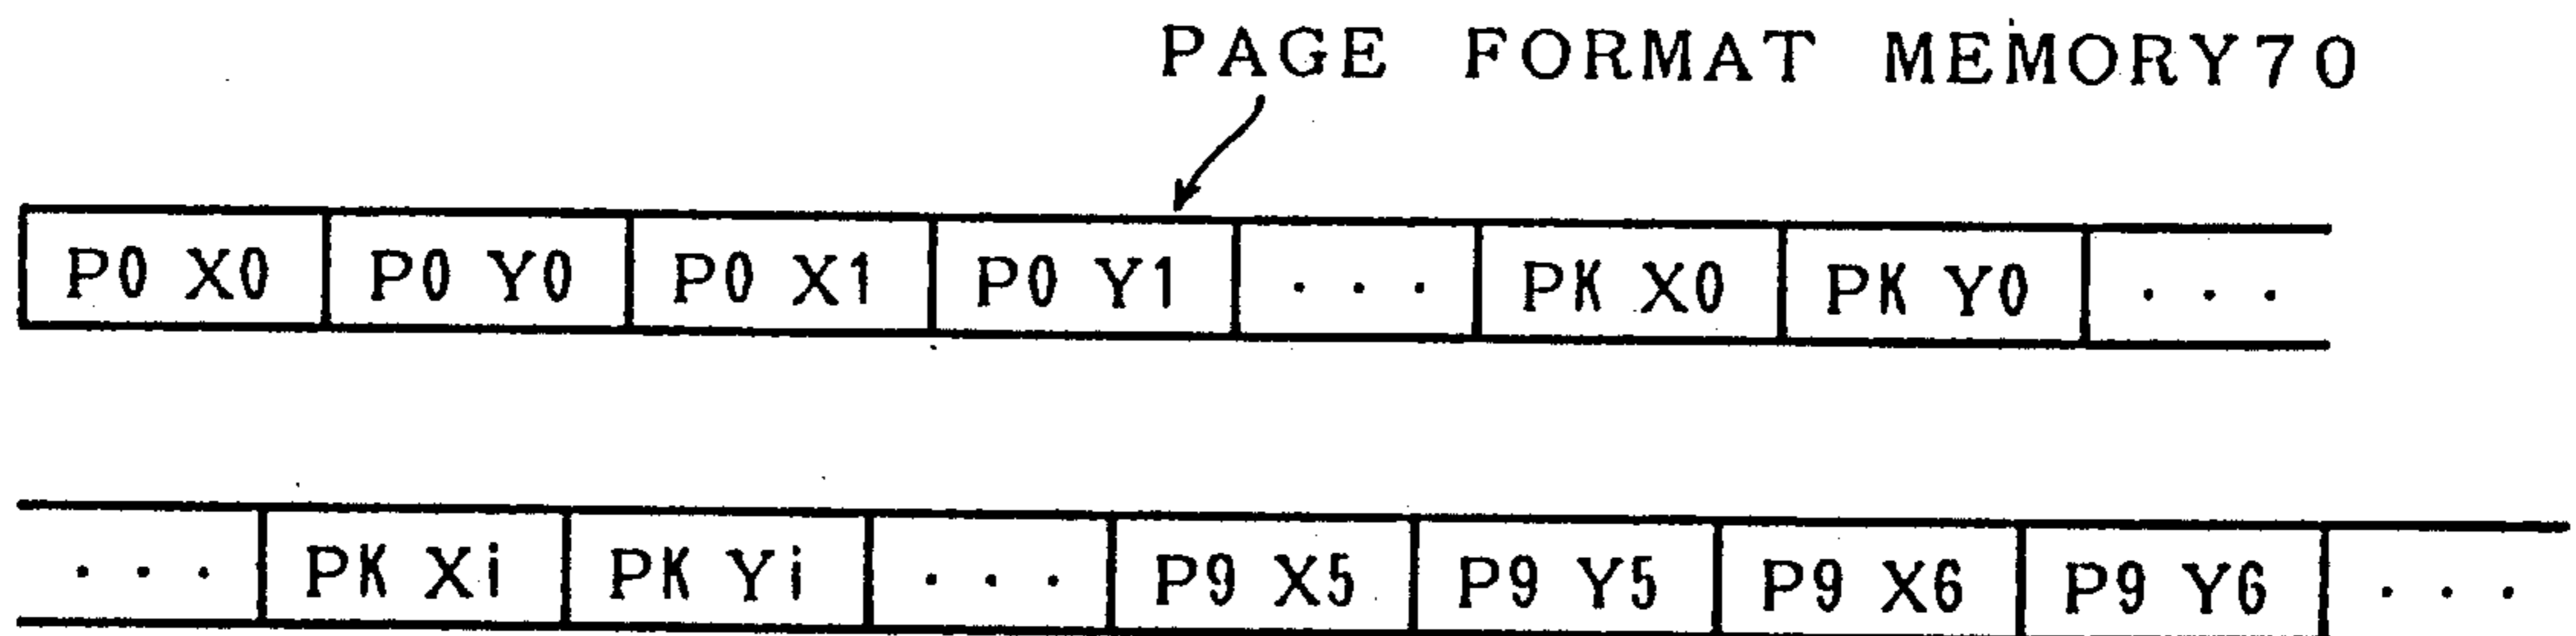 PAGE FORMAT MEMORY70
P0 X0 P0 Y0 P0 X1 P0 Y1 ... PK X0 PK Y0 ...
... PK Xi PK Yi ... P9 X5 P9 Y5 P9 X6 P9 Y6 ...